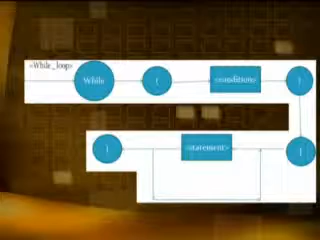 <While_loop>
While ( <condition> )
} <statement> {